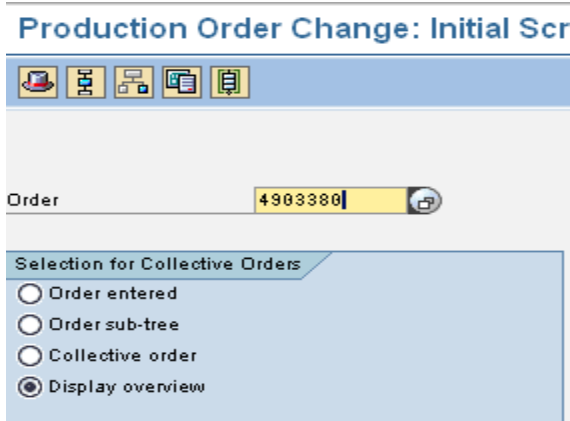 Production Order Change: Initial Scr
Order 4903380
Selection for Collective Orders
Order entered
Order sub-tree
Collective order
Display overview